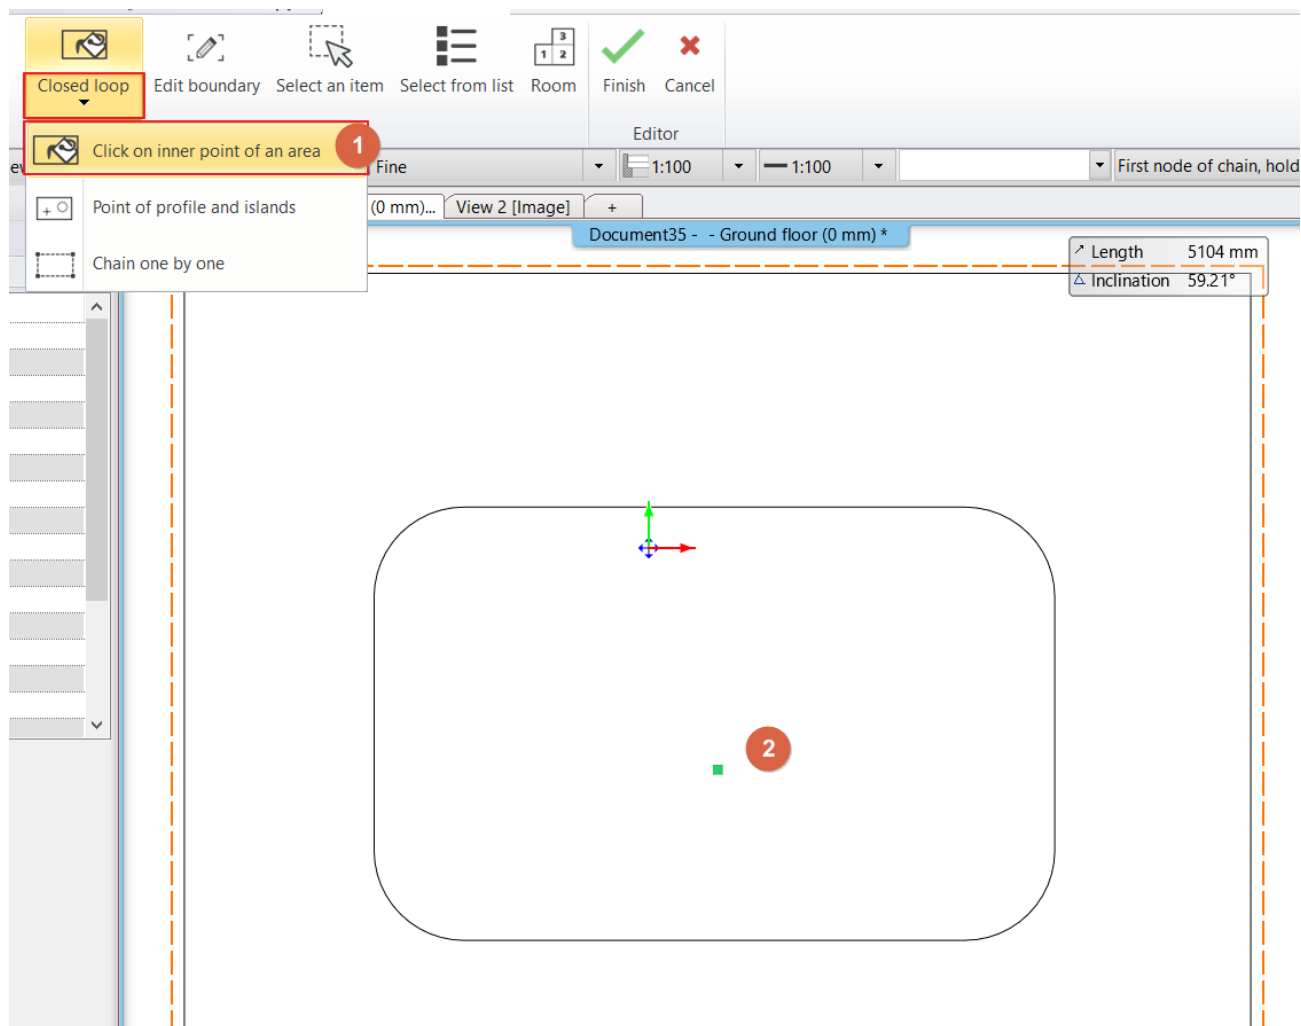 Closed loop
Edit boundary
Select an item
Select from list
Room
Finish
Cancel
Editor
Click on inner point of an area
1
Point of profile and islands
Chain one by one
Fine
1:100
1:100
First node of chain, hold
(0 mm)...
View 2 [Image]
+
Document35 - - Ground floor (0 mm) *
Length 5104 mm
Inclination 59.21°
2